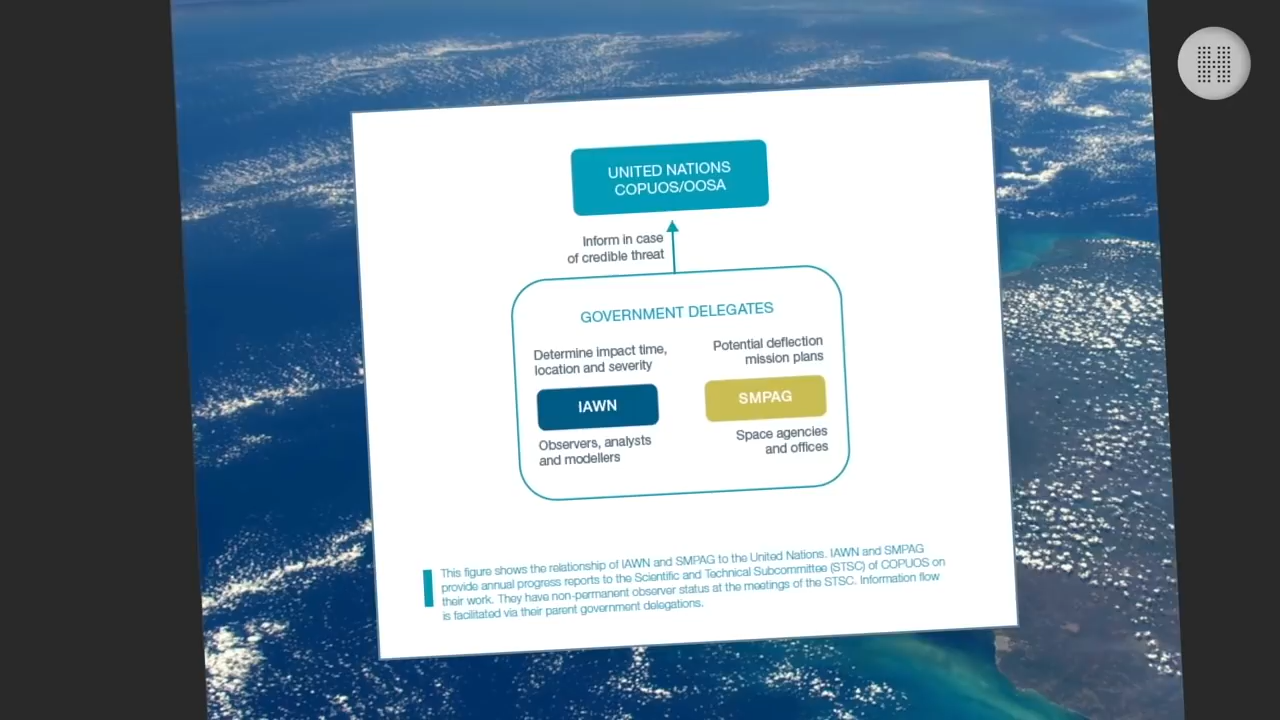 H
UNITED NATIONS
COPUOS/OOSA
Inform in case
of credible threat
GOVERNMENT DELEGATES
Determine impact time,
location and severity
IAWN
Observers, analysts
and modellers
Potential deflection
mission plans
SMPAG
Space agencies
and offices
This figure shows the relationship of IAWN and SMPAG to the United Nations. IAWN and SMPAG
provide annual progress reports to the Scientific and Technical Subcommittee (STSC) of COPUOS on
their work. They have non-permanent observer status at the meetings of the STSC. Information flow
is facilitated via their parent government delegations.